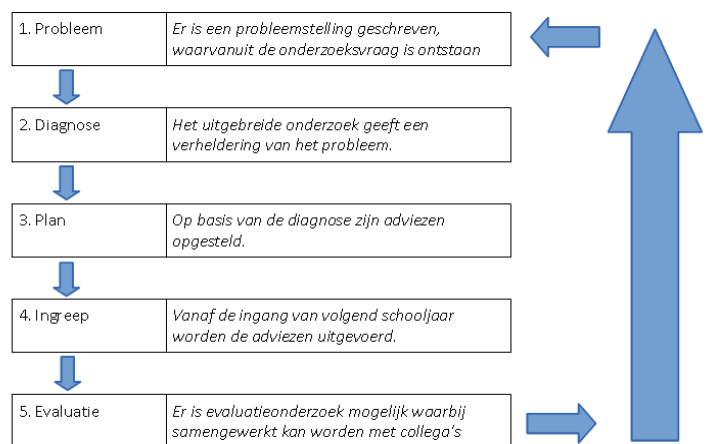 1. Probleem
Er is een probleemstelling geschreven,
waarvanuit de onderzoeksvraag is ontstaan
2. Diagnose
Het uitgebreide onderzoek geeft een
verheldering van het probleem.
3. Plan
Op basis van de diagnose zijn adviezen
opgesteld.
4. Ingreep
Vanaf de ingang van volgend schooljaar
worden de adviezen uitgevoerd.
5. Evaluatie
Er is evaluatieonderzoek mogelijk waarbij
samengewerkt kan worden met collega's